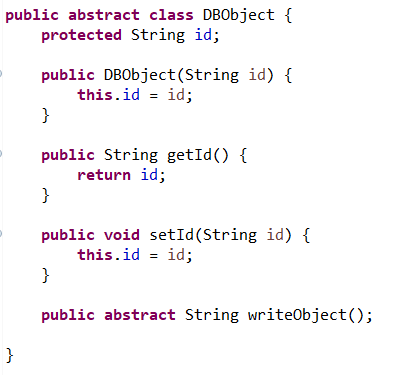 public abstract class DBObject {
protected String id;
public DBObject(String id) {
this.id = id;
}
public String getId() {
return id;
}
public void setId(String id) {
this.id = id;
}
public abstract String writeObject();
}